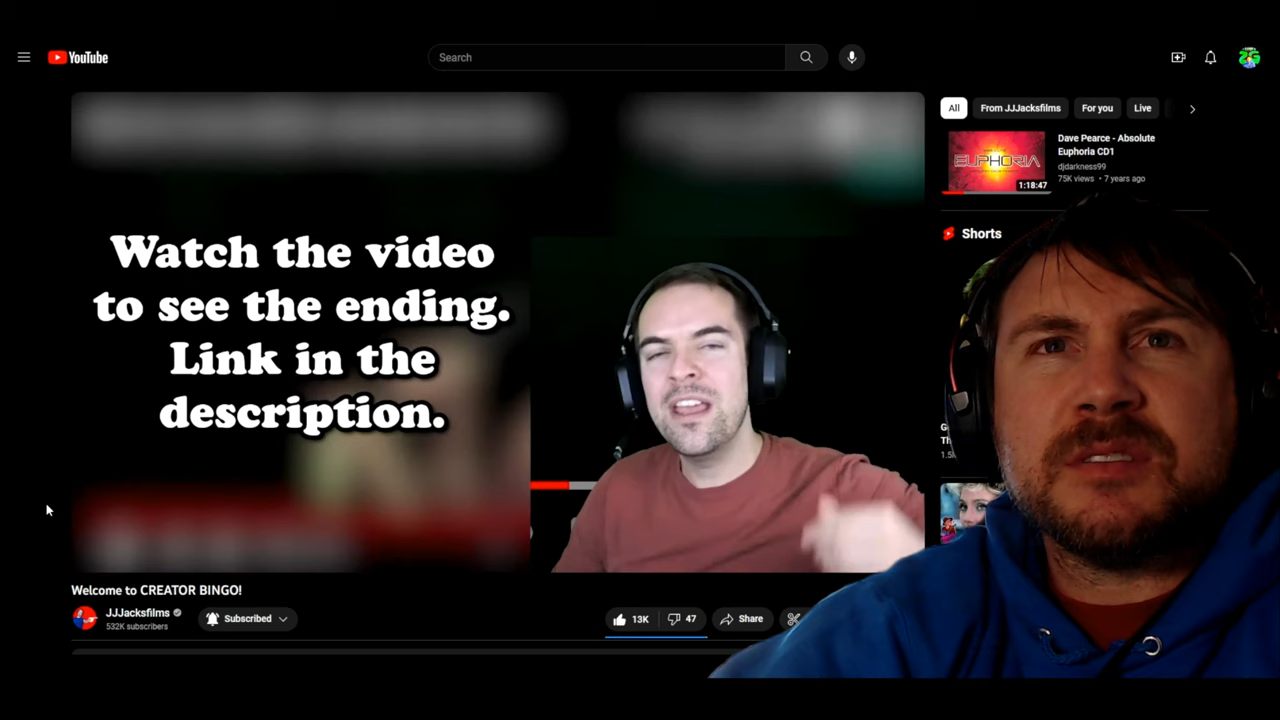 YouTube
Search
All
From JJJacksfilms
For you
Live
EUPHORIA
1:18:47
Dave Pearce - Absolute
Euphoria CD1
djdarkness99
75K views • 7 years ago
Shorts
Watch the video
to see the ending.
Link in the
description.
Welcome to CREATOR BINGO!
JJJacksfilms
532K subscribers
Subscribed
13K
47
Share